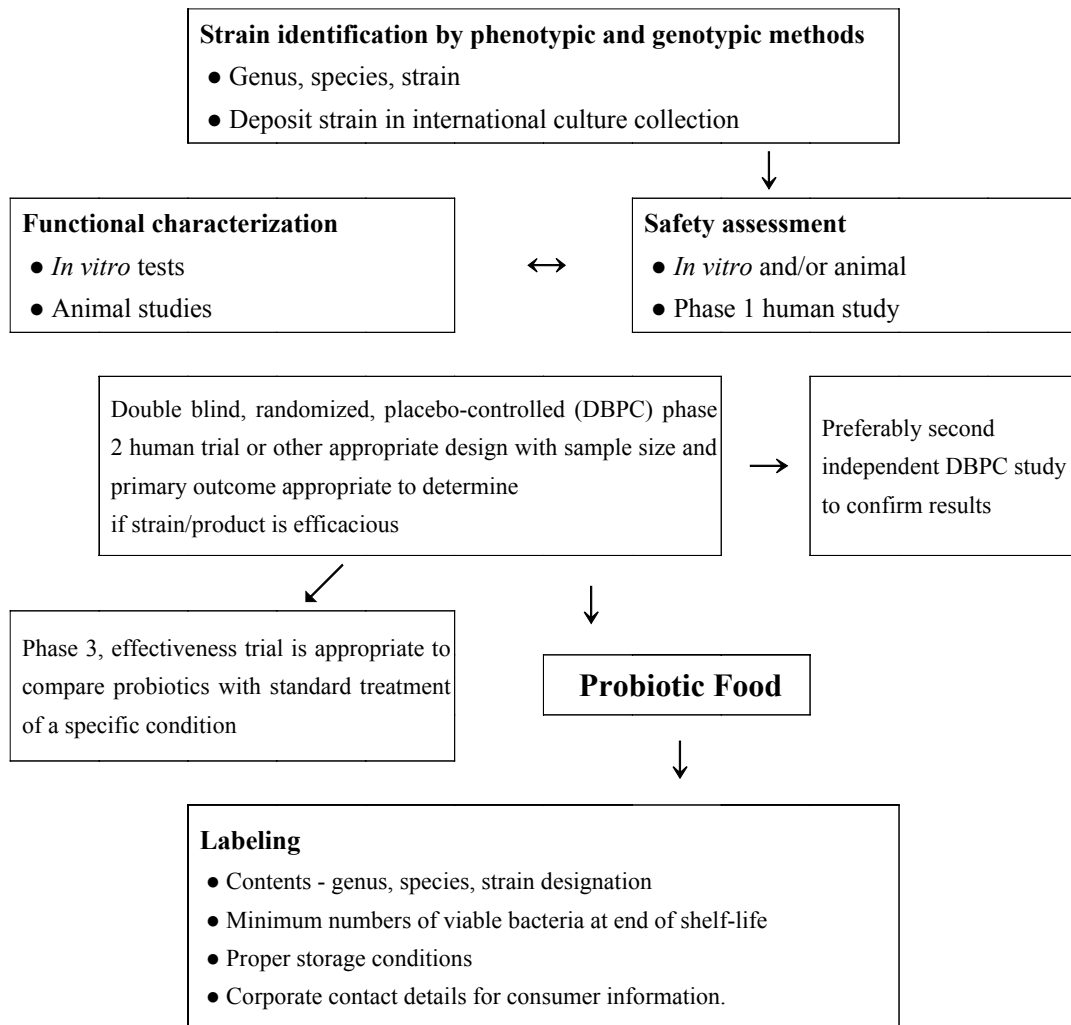 Strain identification by phenotypic and genotypic methods
● Genus, species, strain
● Deposit strain in international culture collection
Functional characterization
● In vitro tests
● Animal studies
Safety assessment
● In vitro and/or animal
● Phase 1 human study
Double blind, randomized, placebo-controlled (DBPC) phase
2 human trial or other appropriate design with sample size and
primary outcome appropriate to determine
if strain/product is efficacious
Preferably second
independent DBPC study
to confirm results
Phase 3, effectiveness trial is appropriate to
compare probiotics with standard treatment
of a specific condition
Probiotic Food
Labeling
● Contents - genus, species, strain designation
● Minimum numbers of viable bacteria at end of shelf-life
● Proper storage conditions
● Corporate contact details for consumer information.